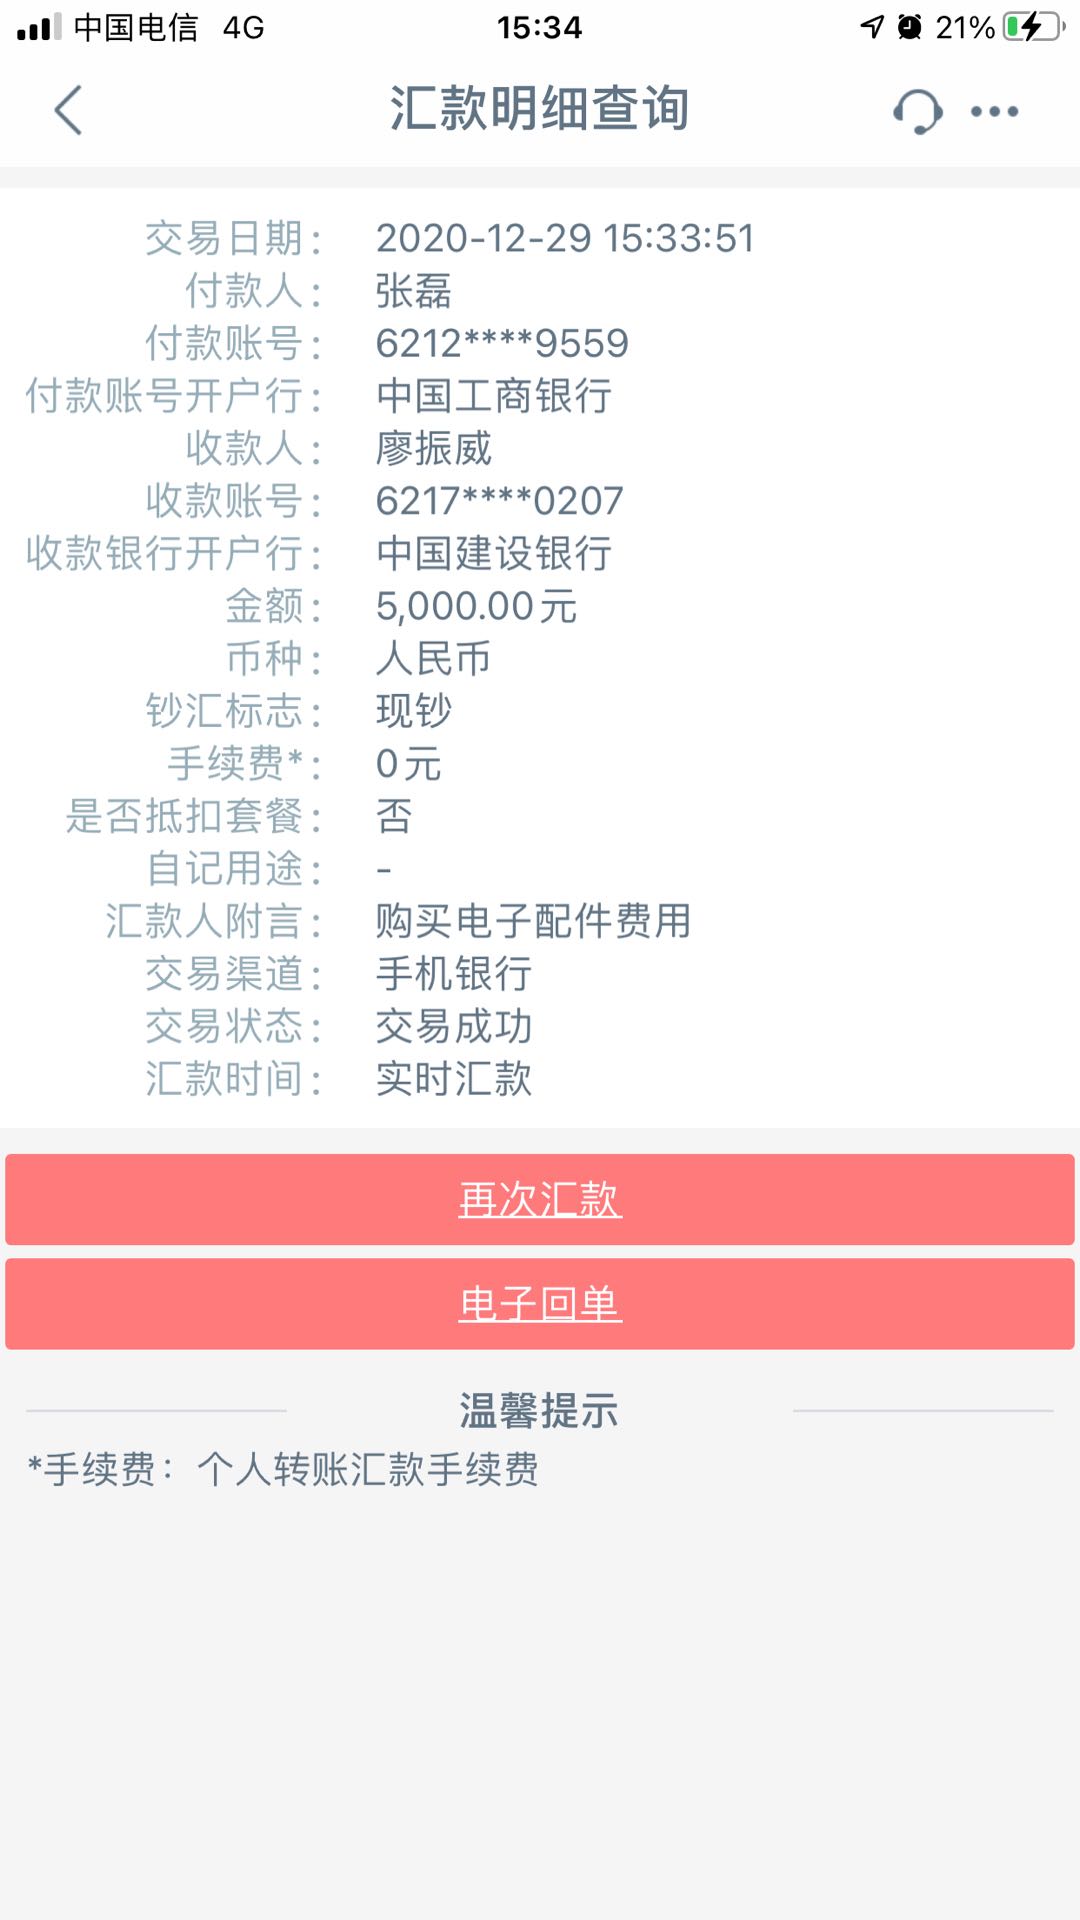 中国电信 4G 15:34 21%
汇款明细查询
交易日期： 2020-12-29 15:33:51
付款人： 张磊
付款账号： 6212****9559
付款账号开户行： 中国工商银行
收款人： 廖振威
收款账号： 6217****0207
收款银行开户行： 中国建设银行
金额： 5,000.00元
币种： 人民币
钞汇标志： 现钞
手续费*： 0元
是否抵扣套餐： 否
自记用途： -
汇款人附言： 购买电子配件费用
交易渠道： 手机银行
交易状态： 交易成功
汇款时间： 实时汇款
再次汇款
电子回单
温馨提示
*手续费：个人转账汇款手续费